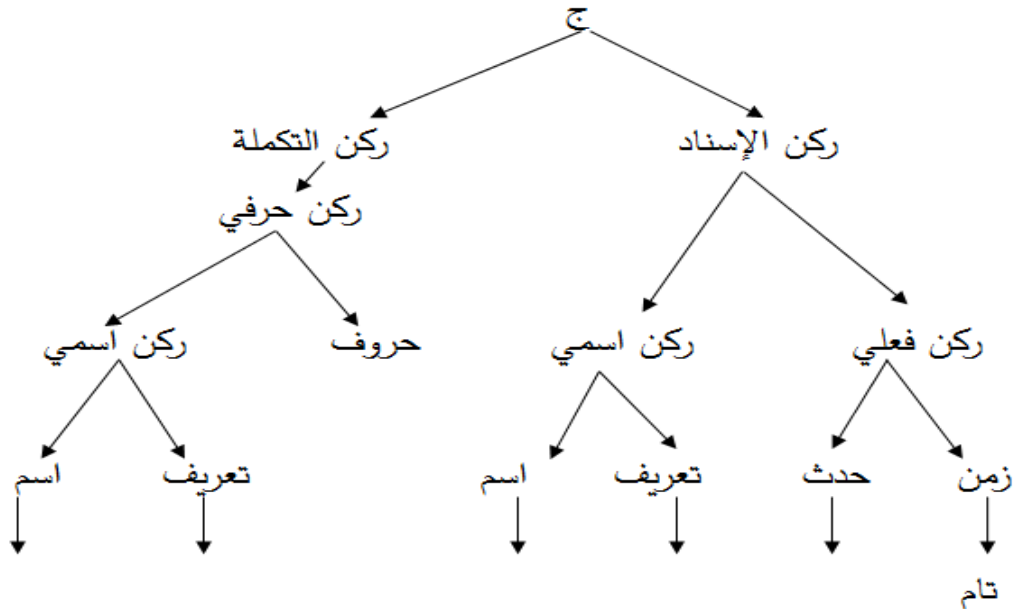 ج
ركن الإسناد ركن التكملة
ركن حرفي
ركن فعلي ركن اسمي حروف ركن اسمي
زمن حدث تعريف اسم تعريف اسم
تام